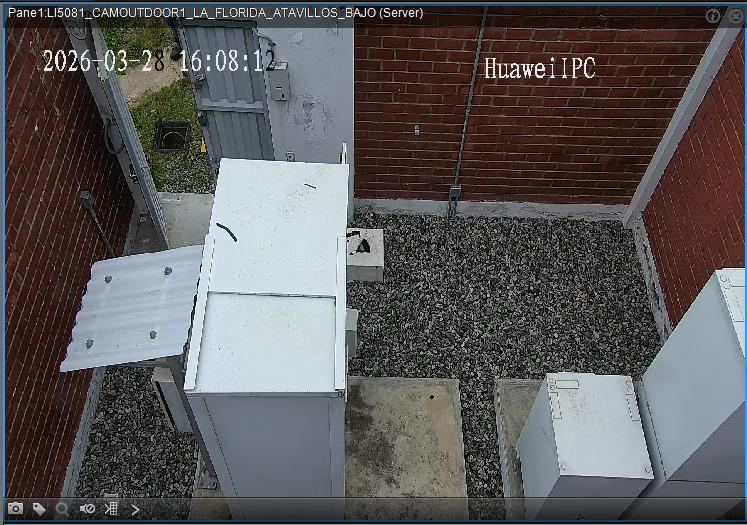 Pane1:LI5081_CAMOUTDOOR1_LA_FLORIDA_ATAVILLOS_BAJO (Server)
2026-03-28 16:08:12
HuaweiIPC